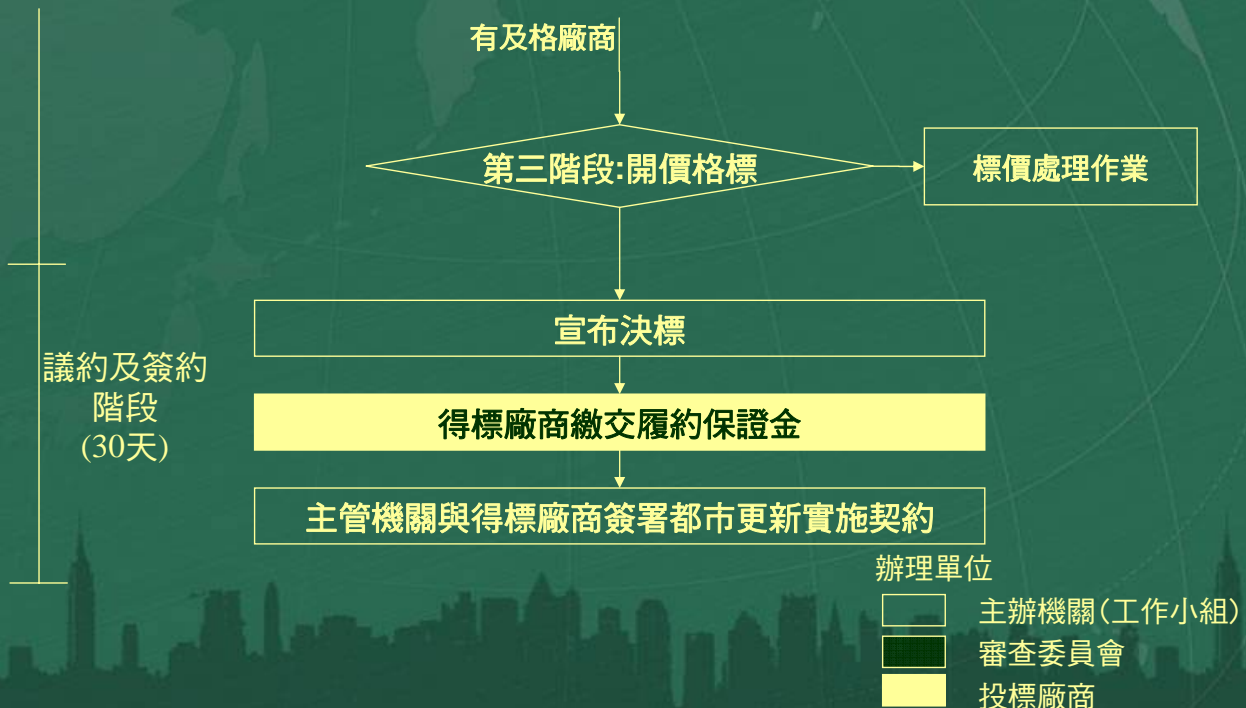 有及格廠商
第三階段:開價格標
標價處理作業
宣布決標
議約及簽約
階段
(30天)
得標廠商繳交履約保證金
主管機關與得標廠商簽署都市更新實施契約
辦理單位
主辦機關(工作小組)
審查委員會
投標廠商